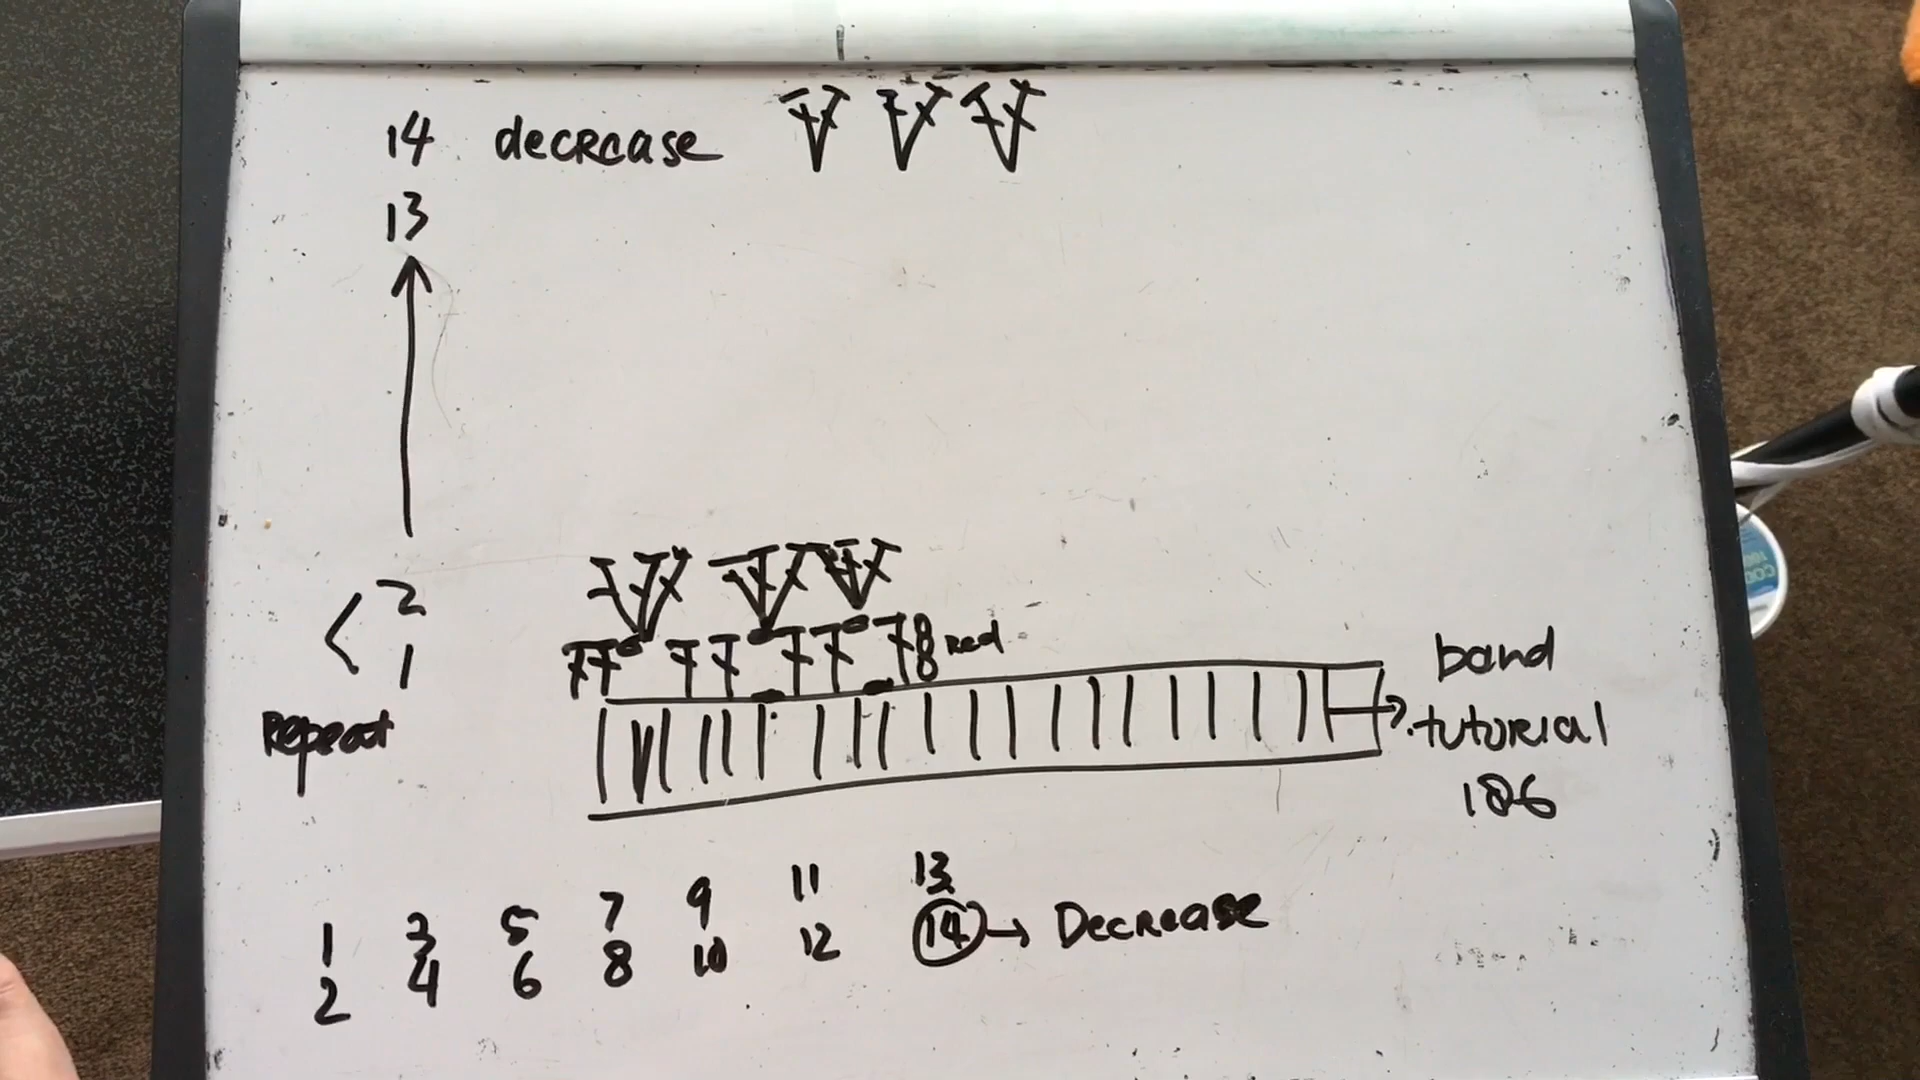 14 decrease
13
2
1 red
Repeat
band
tutorial
186
1 3 5 7 9 11 13
2 4 6 8 10 12 14 → Decrease